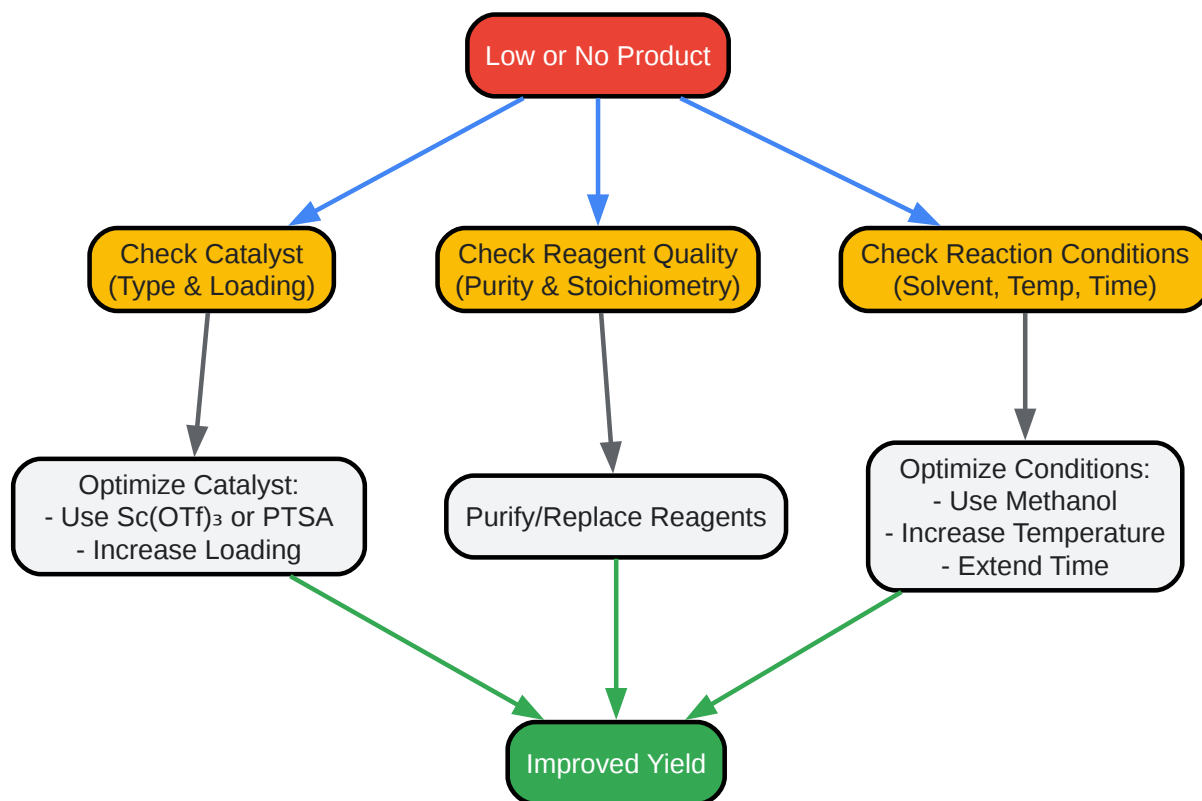 Low or No Product
Check Catalyst
(Type & Loading)
Check Reagent Quality
(Purity & Stoichiometry)
Check Reaction Conditions
(Solvent, Temp, Time)
Optimize Catalyst:
- Use Sc(OTf)₃ or PTSA
- Increase Loading
Purify/Replace Reagents
Optimize Conditions:
- Use Methanol
- Increase Temperature
- Extend Time
Improved Yield